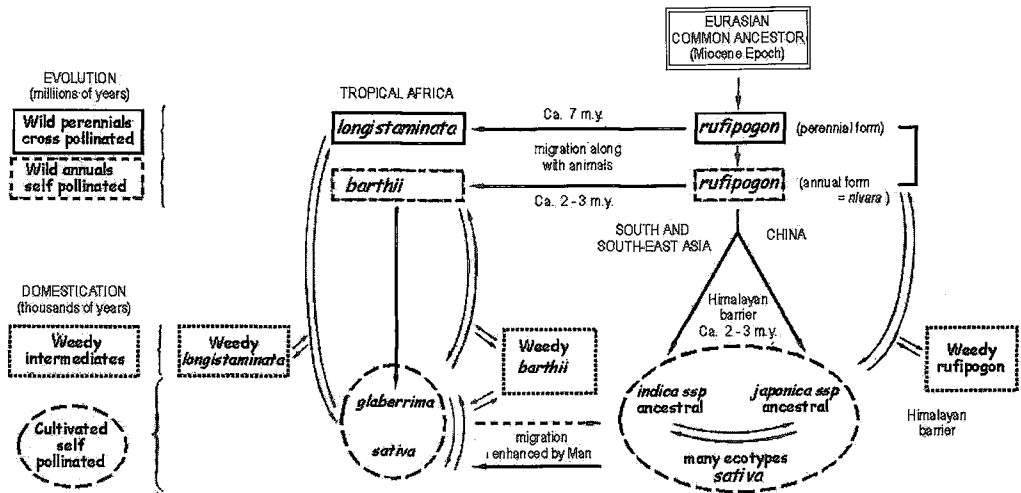 EURASIAN
COMMON ANCESTOR
(Miocene Epoch)
EVOLUTION
(millions of years)
Wild perennials
cross pollinated
Wild annuals
self pollinated
TROPICAL AFRICA
longistaminata
Ca. 7 m.y.
rufipogon
(perennial form)
migration along
with animals
barthii
Ca. 2 - 3 m.y.
rufipogon
(annual form
= nivara)
SOUTH AND
SOUTH-EAST ASIA
CHINA
Himalayan
barrier
Ca. 2 - 3 m.y.
DOMESTICATION
(thousands of years)
Weedy
intermediates
Weedy
longistaminata
Weedy
barthii
Weedy
rufipogon
Himalayan
barrier
Cultivated
self
pollinated
glaberrima
sativa
migration
enhanced by Man
indica ssp
ancestral
japonica ssp
ancestral
many ecotypes
sativa